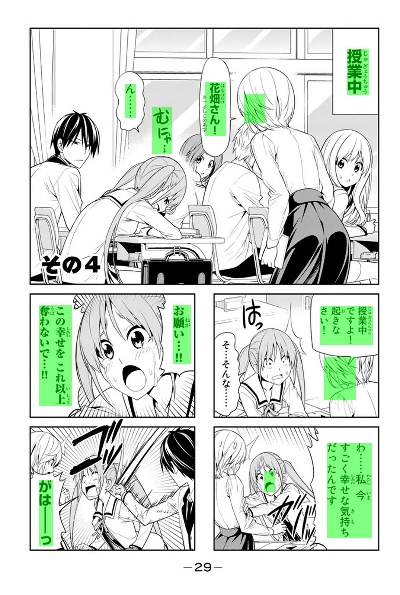 授業中
花畑さん!
ん……
むにゃ…
その4
授業中
ですよ!
起きな
さい!
はっ
そ…そんな…
お願い…!!
この幸せを これ以上
奪わないで…!!
わ……私 今
すごく幸せな気持ち
だったんです
がはーーっ
—29—